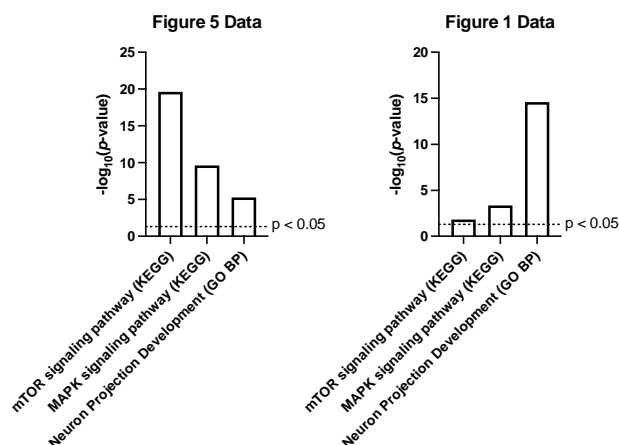 Figure 5 Data
-log10(p-value)
25
20
15
10
5
0
p < 0.05
mTOR signaling pathway (KEGG)
MAPK signaling pathway (KEGG)
Neuron Projection Development (GO BP)
Figure 1 Data
-log10(p-value)
20
15
10
5
0
p < 0.05
mTOR signaling pathway (KEGG)
MAPK signaling pathway (KEGG)
Neuron Projection Development (GO BP)